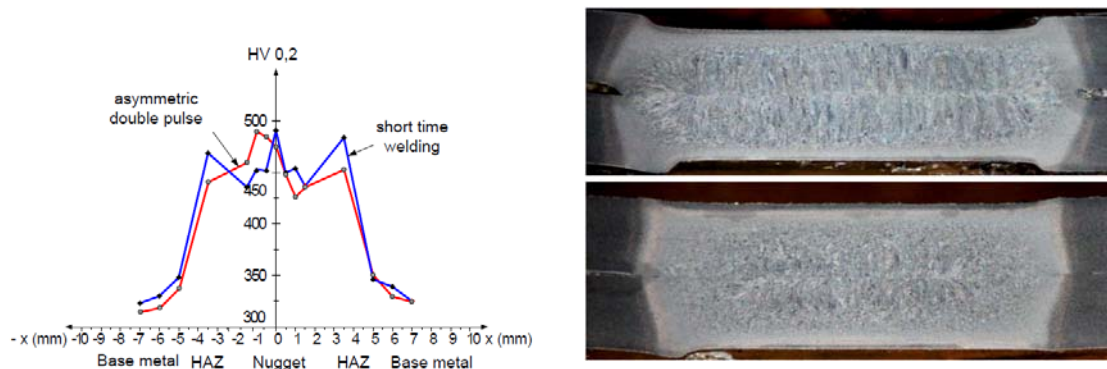 HV 0,2
asymmetric
double pulse
short time
welding
500
450
400
350
300
- x (mm) -10 -9 -8 -7 -6 -5 -4 -3 -2 -1 0 1 2 3 4 5 6 7 8 9 10 x (mm)
Base metal HAZ Nugget HAZ Base metal